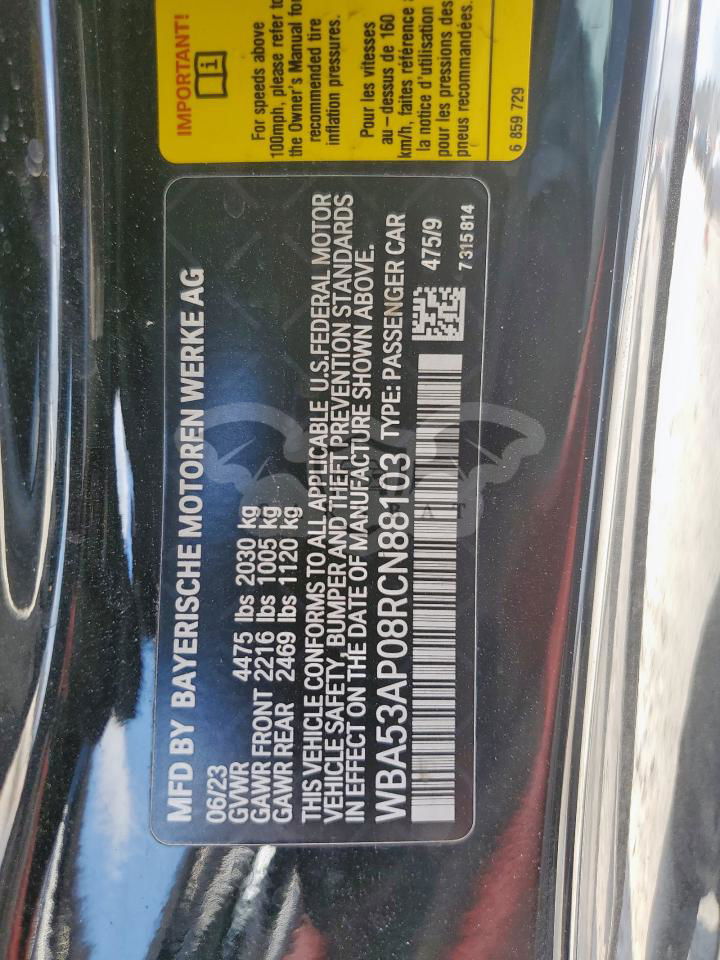 IMPORTANT!
For speeds above
100mph, please refer to
the Owner's Manual for
recommended tire
inflation pressures.
Pour les vitesses
au-dessus de 160
km/h, faites référence
la notice d'utilisation
pour les pressions des
pneus recommandées.
6 859 729
MFD BY BAYERISCHE MOTOREN WERKE AG
06/23
GVWR 4475 lbs 2030 kg
GAWR FRONT 2216 lbs 1005 kg
GAWR REAR 2469 lbs 1120 kg
THIS VEHICLE CONFORMS TO ALL APPLICABLE U.S.FEDERAL MOTOR
VEHICLE SAFETY, BUMPER AND THEFT PREVENTION STANDARDS
IN EFFECT ON THE DATE OF MANUFACTURE SHOWN ABOVE.
WBA53AP08RCN88103 TYPE: PASSENGER CAR
475/9
7315814